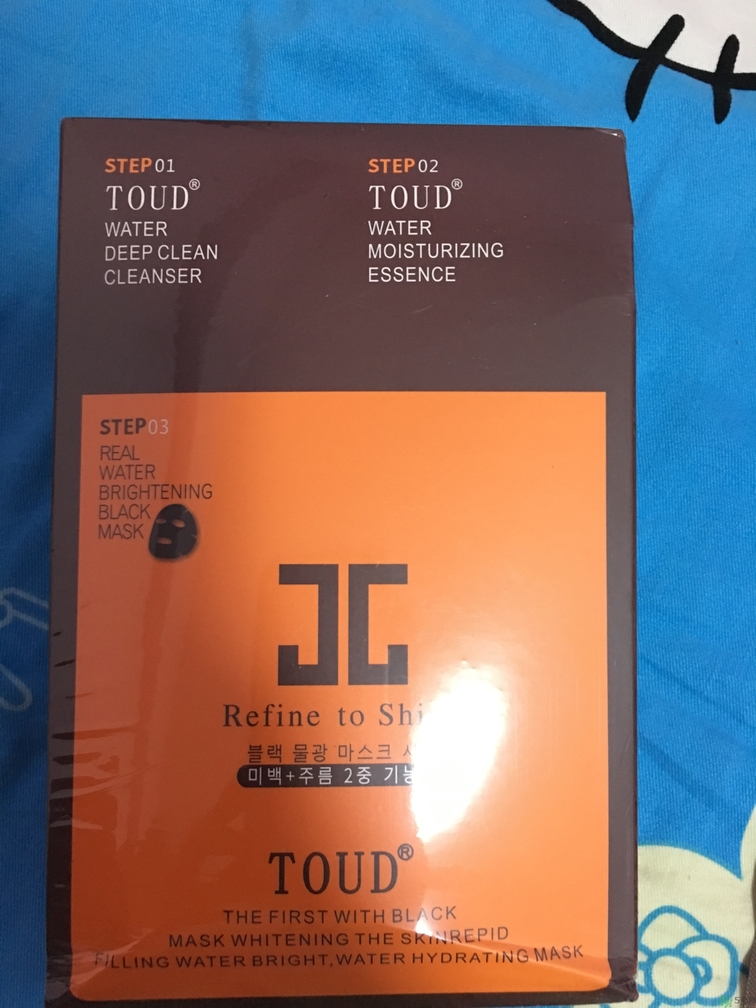 STEP01
TOUD®
WATER
DEEP CLEAN
CLEANSER
STEP02
TOUD®
WATER
MOISTURIZING
ESSENCE
STEP03
REAL
WATER
BRIGHTENING
BLACK
MASK
Refine to
블랙 물광 마스크
미백+주름 2중
TOUD®
THE FIRST WITH BLACK
MASK WHITENING THE SKINREPID
FILLING WATER BRIGHT,WATER HYDRATING MASK